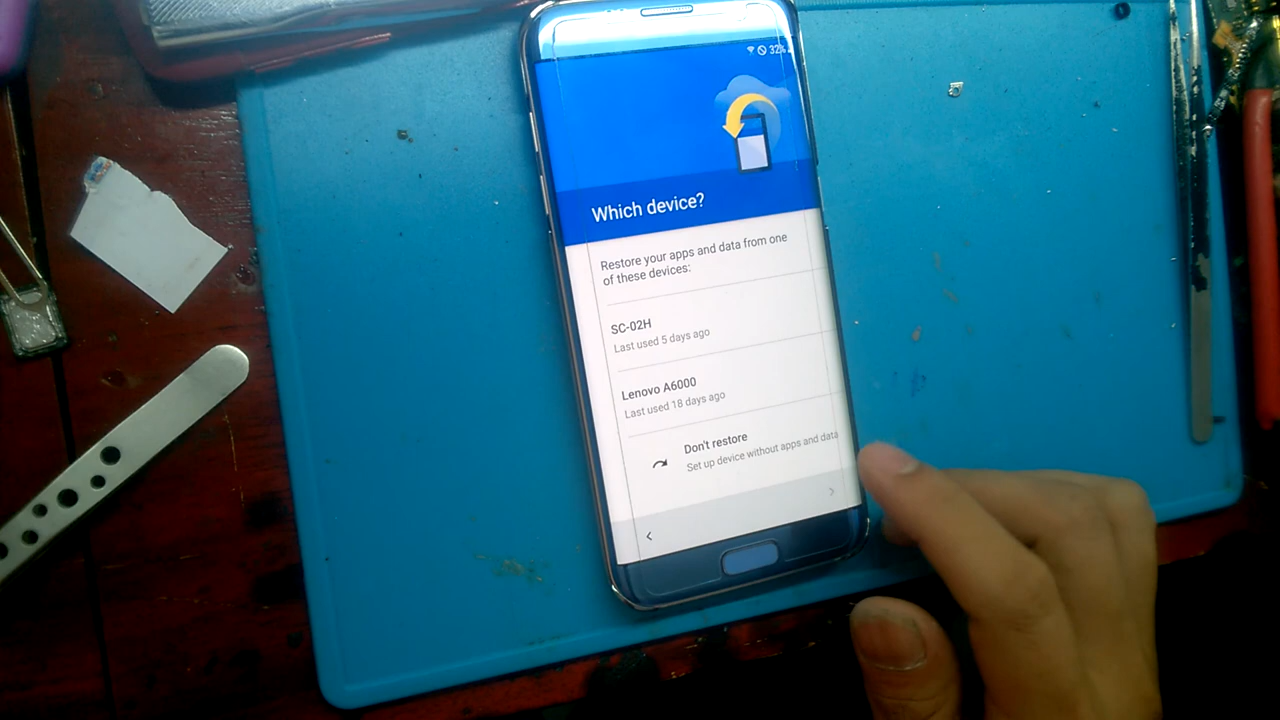 32%
Which device?
Restore your apps and data from one
of these devices:
SC-02H
Last used 5 days ago
Lenovo A6000
Last used 18 days ago
Don't restore
Set up device without apps and data